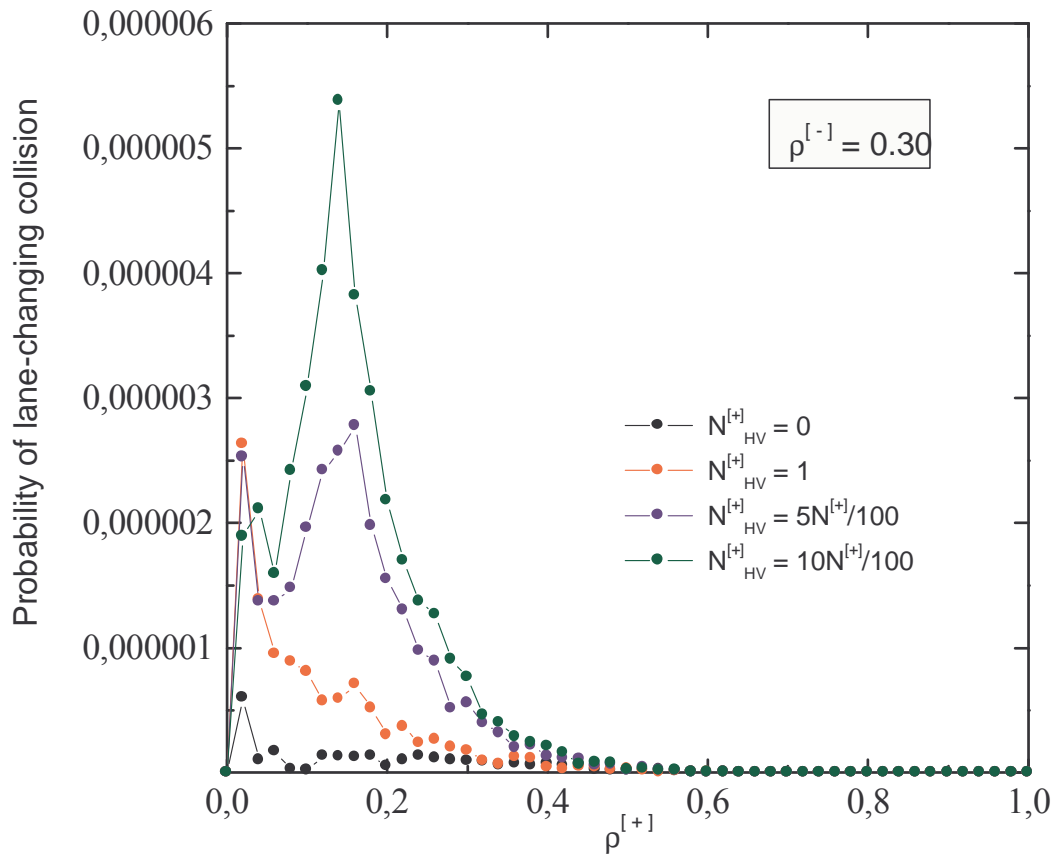 0,000006
0,000005
0,000004
0,000003
0,000002
0,000001
Probability of lane-changing collision
ρ[-] = 0.30
N[+]HV = 0
N[+]HV = 1
N[+]HV = 5N[+]/100
N[+]HV = 10N[+]/100
0,0 0,2 0,4 0,6 0,8 1,0
ρ[+]